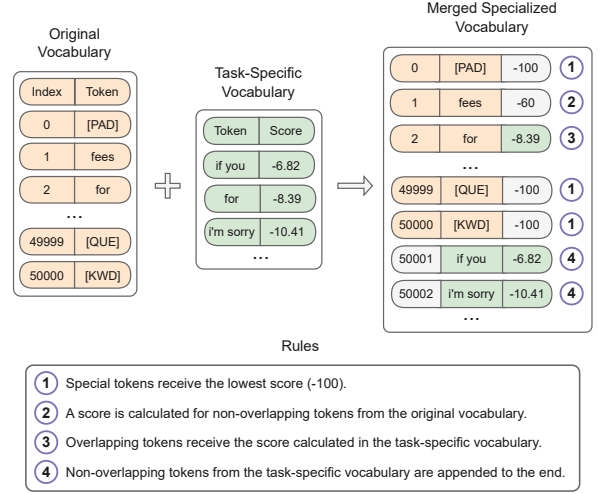 Original
Vocabulary
Index Token
0 [PAD]
1 fees
2 for
...
49999 [QUE]
50000 [KWD]
Task-Specific
Vocabulary
Token Score
if you -6.82
for -8.39
i'm sorry -10.41
...
Merged Specialized
Vocabulary
0 [PAD] -100 1
1 fees -60 2
2 for -8.39 3
...
49999 [QUE] -100 1
50000 [KWD] -100 1
50001 if you -6.82 4
50002 i'm sorry -10.41 4
...
Rules
1 Special tokens receive the lowest score (-100).
2 A score is calculated for non-overlapping tokens from the original vocabulary.
3 Overlapping tokens receive the score calculated in the task-specific vocabulary.
4 Non-overlapping tokens from the task-specific vocabulary are appended to the end.